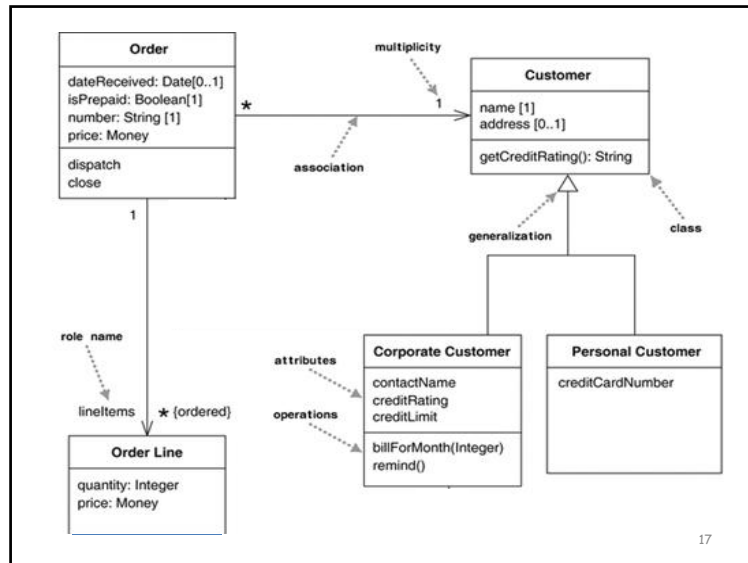 Order
dateReceived: Date[0..1]
isPrepaid: Boolean[1]
number: String [1]
price: Money
dispatch
close
multiplicity
*
1
association
Customer
name [1]
address [0..1]
getCreditRating(): String
1
generalization
class
role name
lineItems
* {ordered}
Order Line
quantity: Integer
price: Money
attributes
operations
Corporate Customer
contactName
creditRating
creditLimit
billForMonth(Integer)
remind()
Personal Customer
creditCardNumber
17